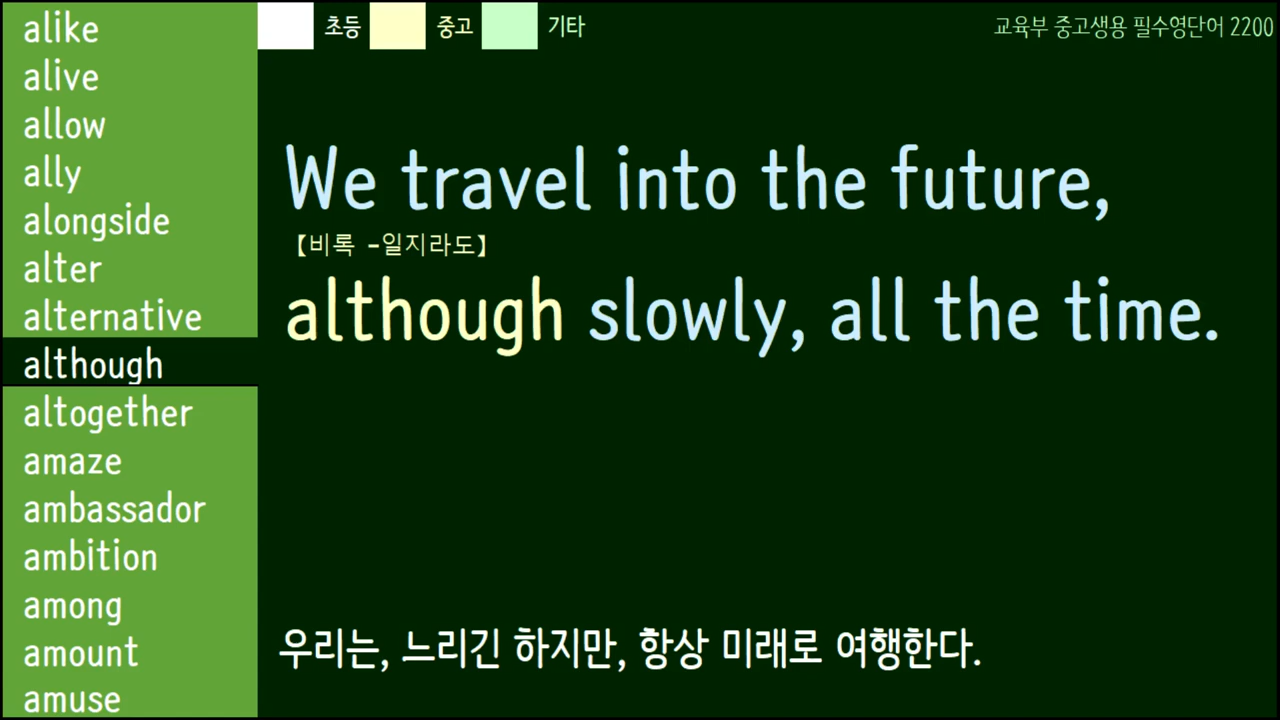 alike
alive
allow
ally
alongside
alter
alternative
although
altogether
amaze
ambassador
ambition
among
amount
amuse
초등 중고 기타
교육부 중고생용 필수영단어 2200
We travel into the future,
【비록 -일지라도】
although slowly, all the time.
우리는, 느리긴 하지만, 항상 미래로 여행한다.